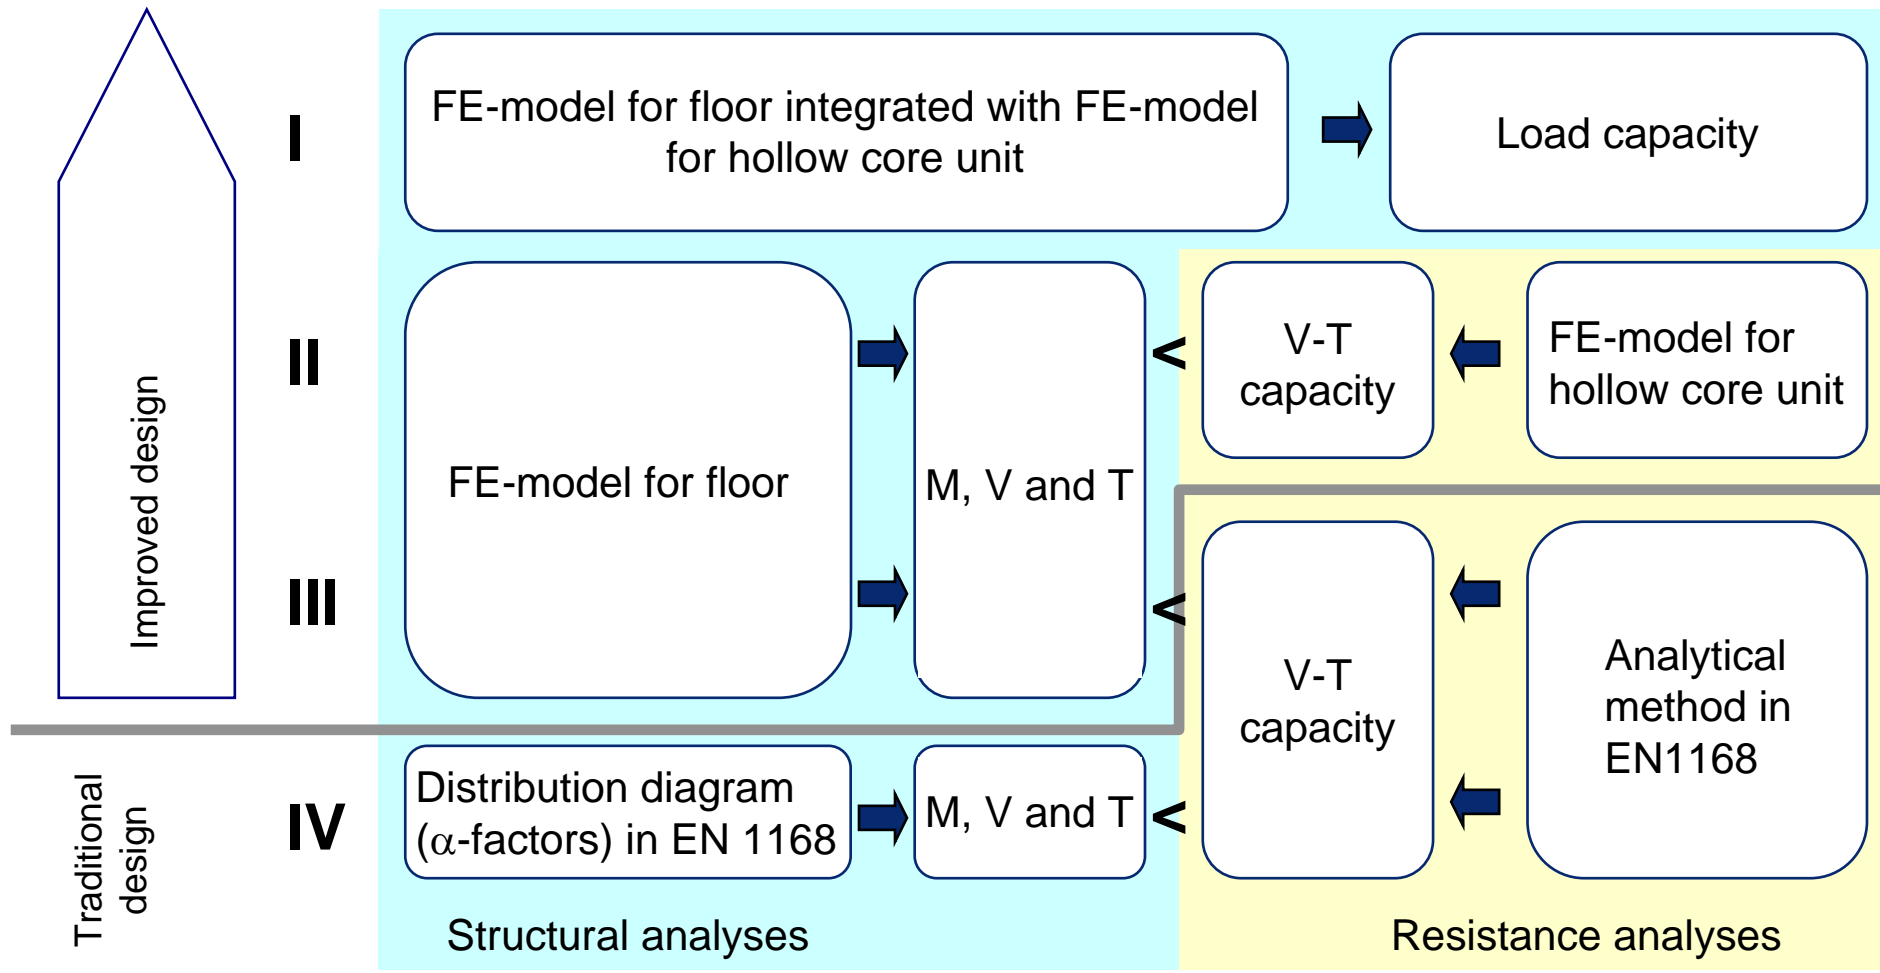 I
FE-model for floor integrated with FE-model
for hollow core unit
Load capacity
Improved design
II
III
FE-model for floor
M, V and T
<
V-T
capacity
FE-model for
hollow core unit
<
V-T
capacity
Analytical
method in
EN1168
Traditional
design
IV
Distribution diagram
(α-factors) in EN 1168
M, V and T
<
Structural analyses
Resistance analyses